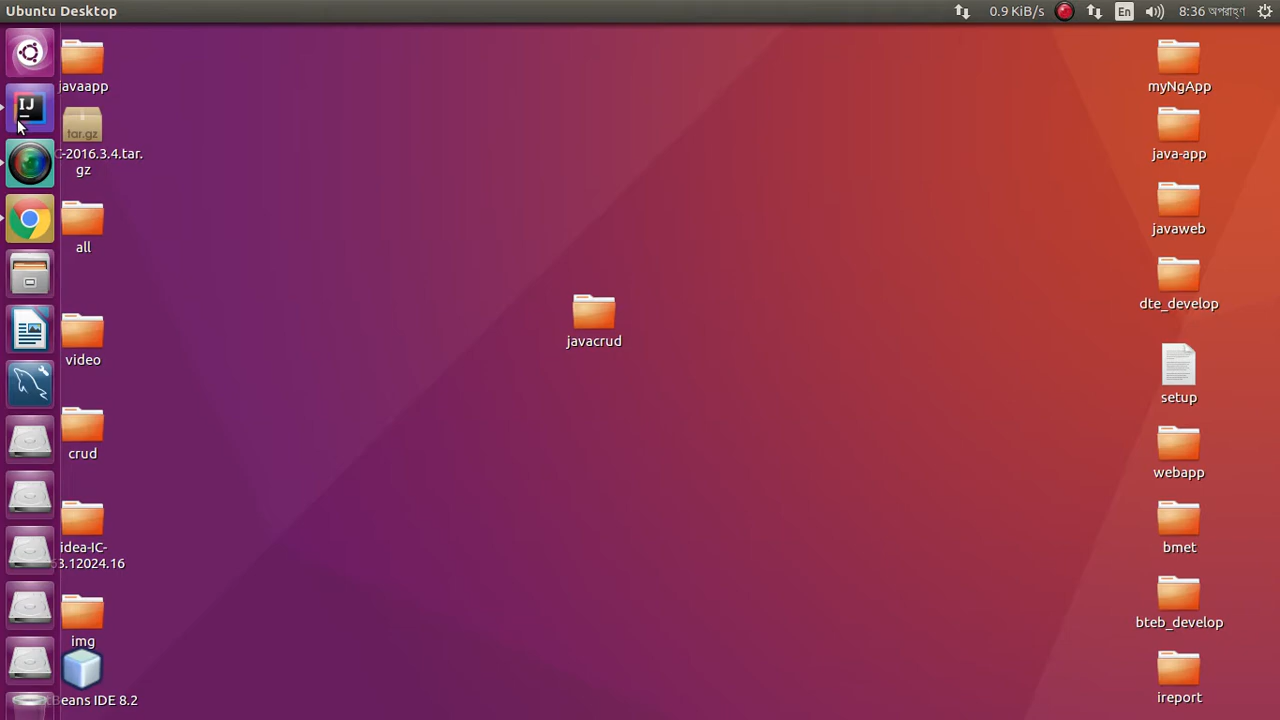 Ubuntu Desktop
0.9 KiB/s
En
8:36 অপরাহ্ণ
IJ
javaapp
tar.gz
C-2016.3.4.tar.
gz
all
video
crud
idea-IC-
63.12024.16
img
tBeans IDE 8.2
javacrud
myNgApp
java-app
javaweb
dte_develop
setup
webapp
bmet
bteb_develop
ireport